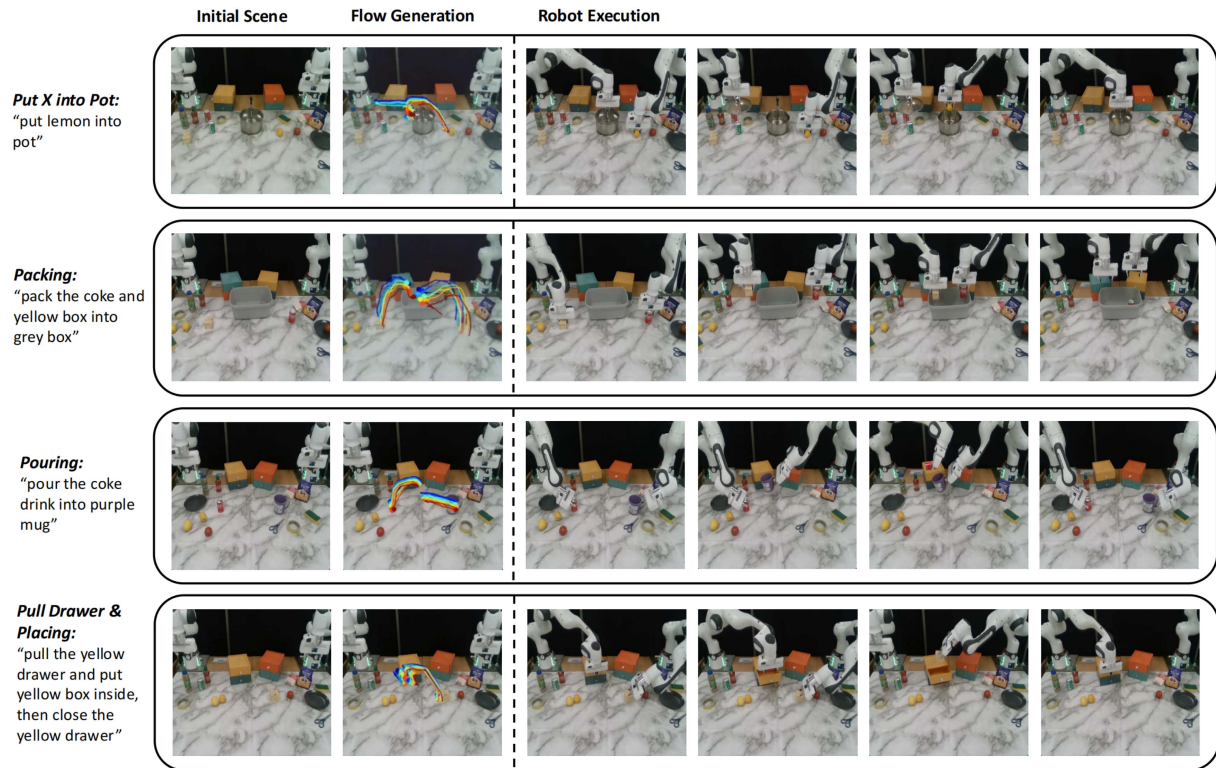 Initial Scene
Flow Generation
Robot Execution
Put X into Pot:
“put lemon into
pot”
Packing:
“pack the coke and
yellow box into
grey box”
Pouring:
“pour the coke
drink into purple
mug”
Pull Drawer &
Placing:
“pull the yellow
drawer and put
yellow box inside,
then close the
yellow drawer”